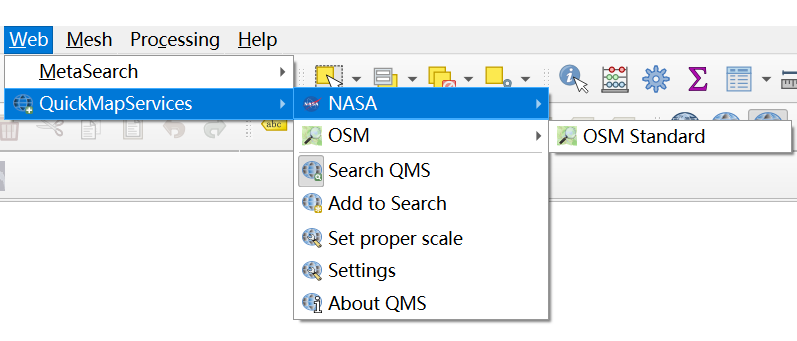 Web Mesh Processing Help
MetaSearch
QuickMapServices
NASA
OSM
OSM Standard
Search QMS
Add to Search
Set proper scale
Settings
About QMS
abc